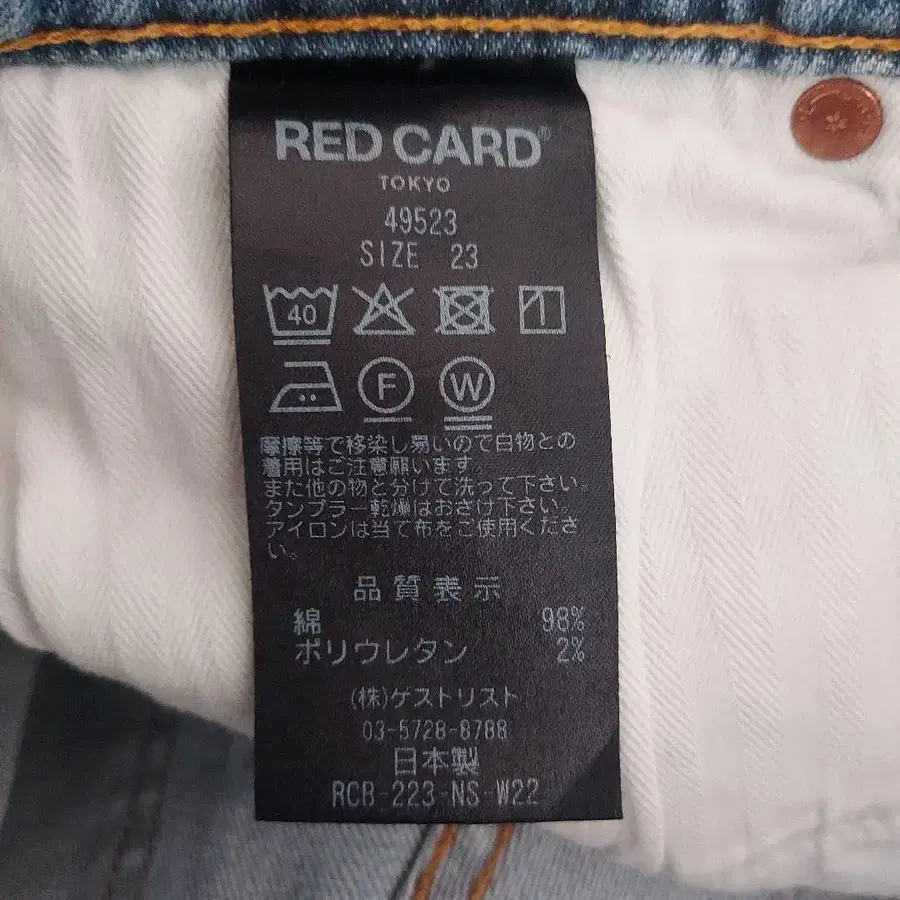 RED CARD®
TOKYO
49523
SIZE 23
40
F W
摩擦等で移染し易いので白物との
着用はご注意願います。
また他の物と分けて洗って下さい。
タンブラー乾燥はおさけ下さい。
アイロンは当て布をご使用くださ
い。
品質表示
綿 98%
ポリウレタン 2%
(株)ゲストリスト
03-5728-8788
日本製
RCB-223-NS-W22